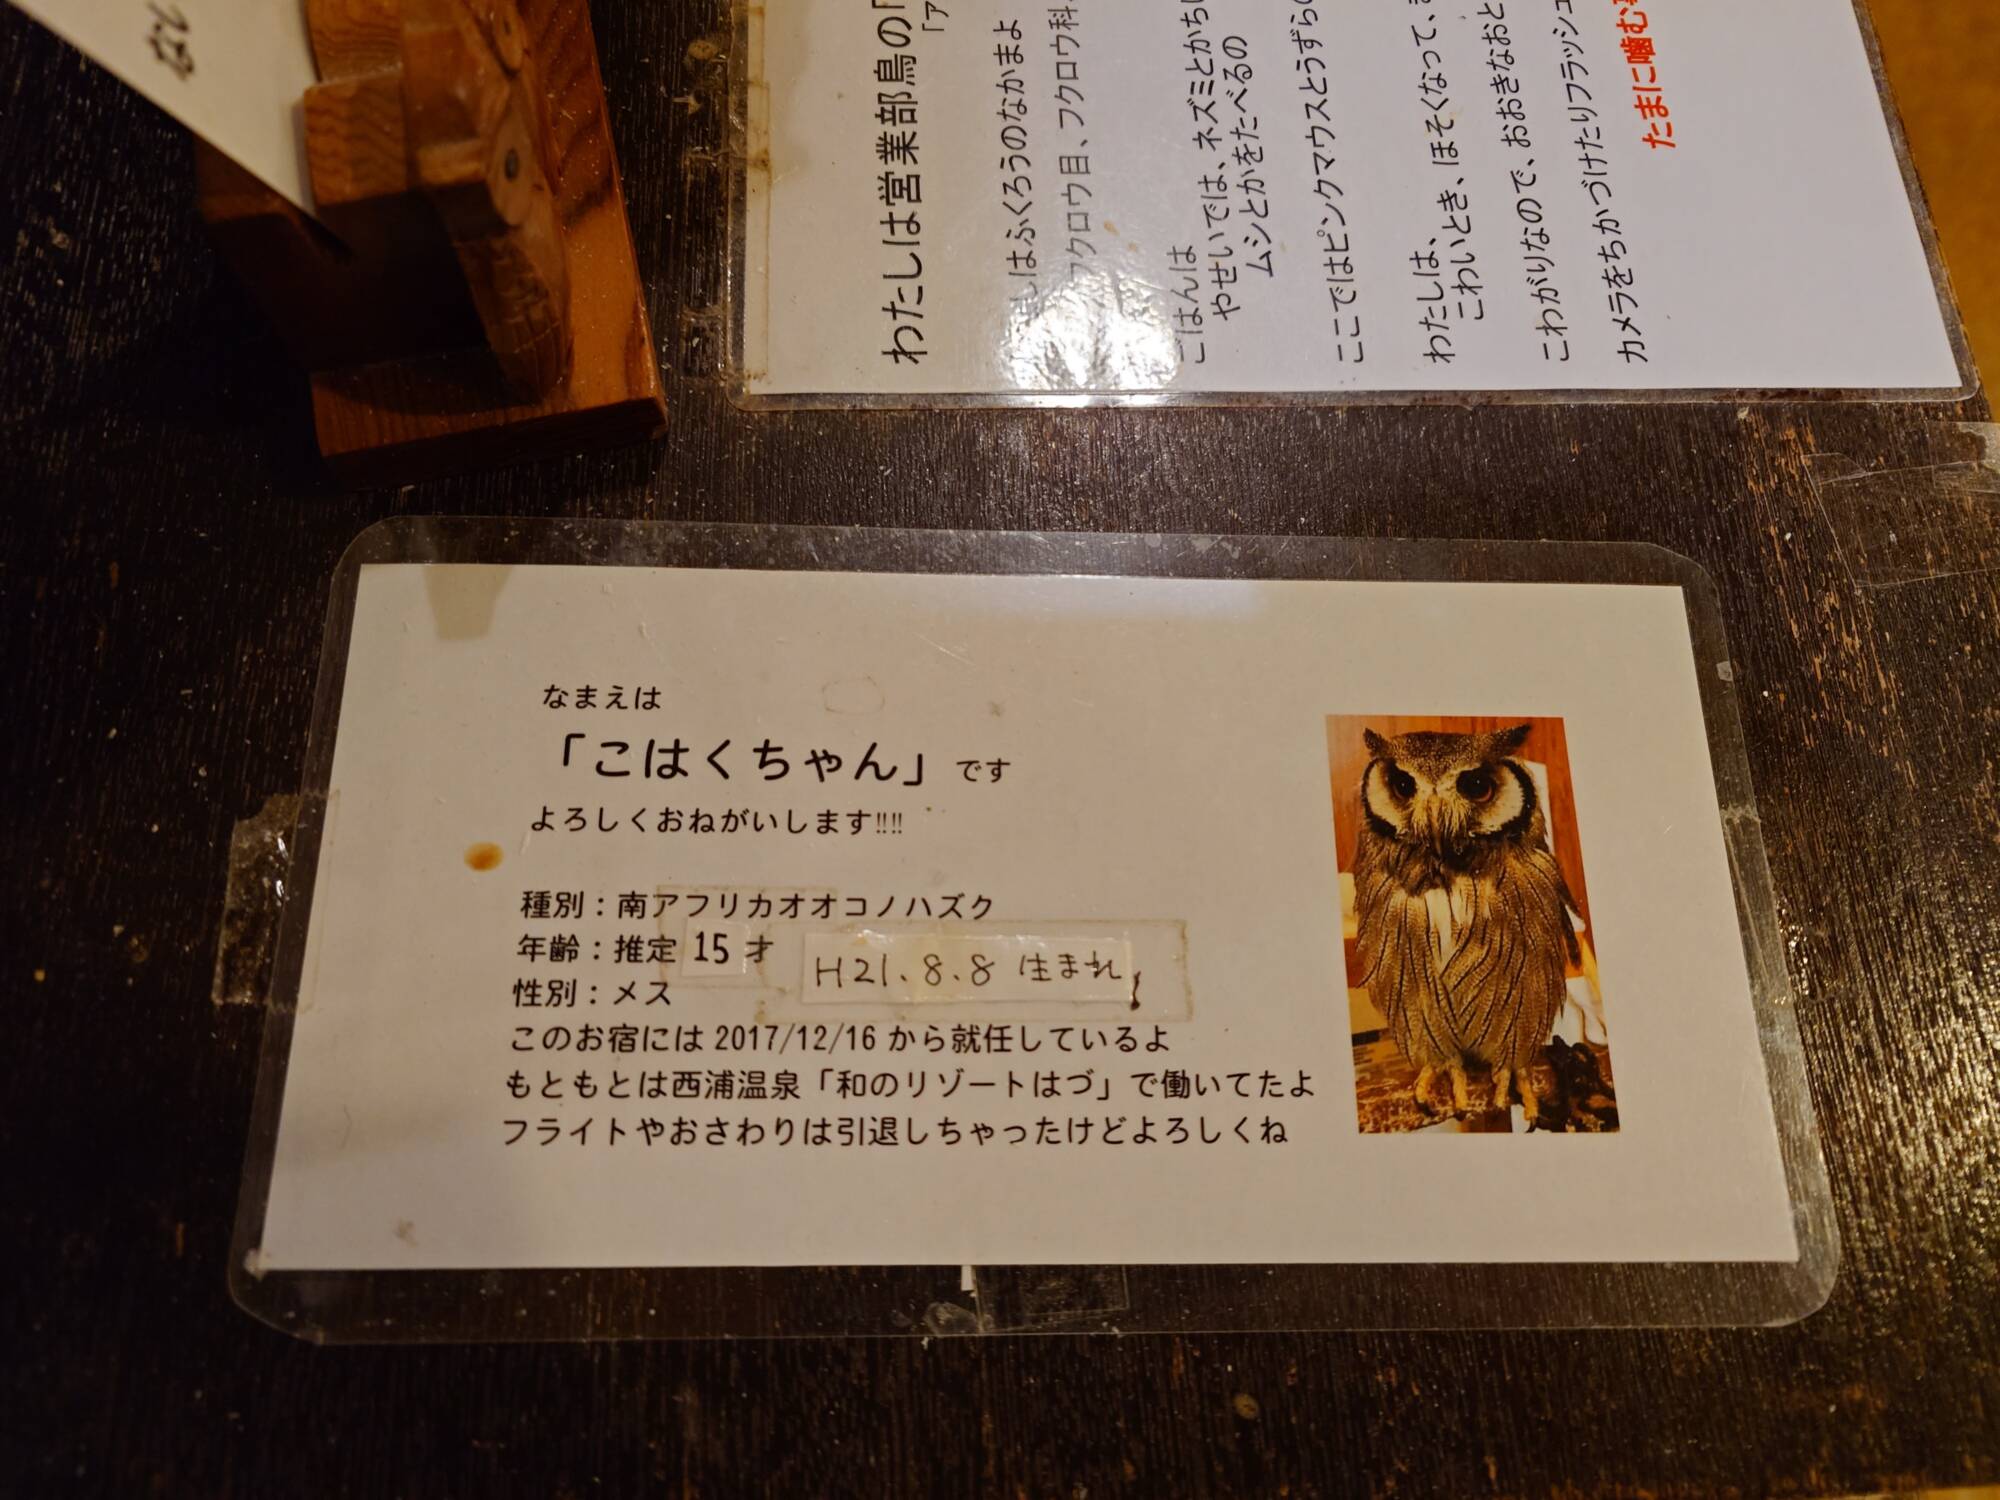 なまえは
「こはくちゃん」です
よろしくおねがいします!!!!
種別：南アフリカオオコノハズク
年齢：推定 15 才 H21.8.8 生まれ
性別：メス
このお宿には 2017/12/16 から就任しているよ
もともとは西浦温泉「和のリゾートはづ」で働いてたよ
フライトやおさわりは引退しちゃったけどよろしくね
わたしは営業部鳥の「
「ア
しはふくろうのなかまよ
フクロウ目、フクロウ科
ごはんは
やせいでは、ネズミとか
ムシとかをたべるの
ここではピンクマウスとうずら
わたしは、
こわいとき、ほそくなって、
こわがりなので、おおきなおと
カメラをちかづけたりフラッシュ
たまに噛む